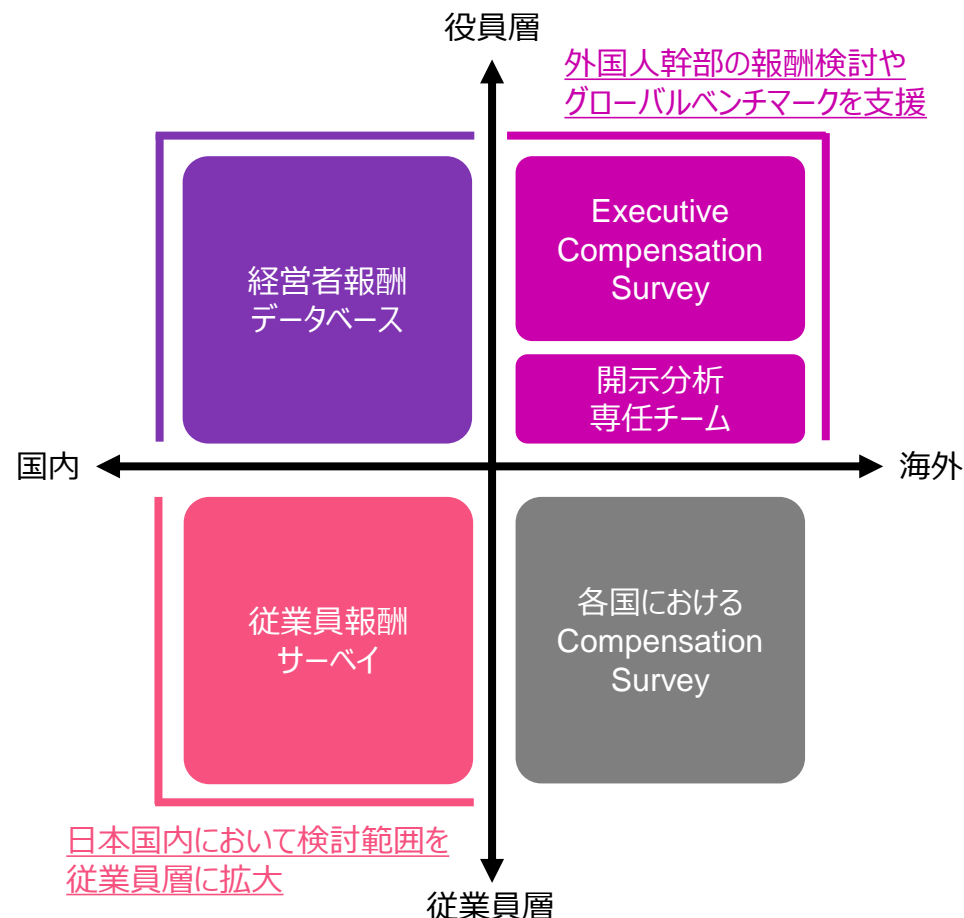 役員層
外国人幹部の報酬検討や
グローバルベンチマークを支援
経営者報酬
データベース
Executive
Compensation
Survey
開示分析
専任チーム
国内
海外
従業員報酬
サーベイ
各国における
Compensation
Survey
日本国内において検討範囲を
従業員層に拡大
従業員層